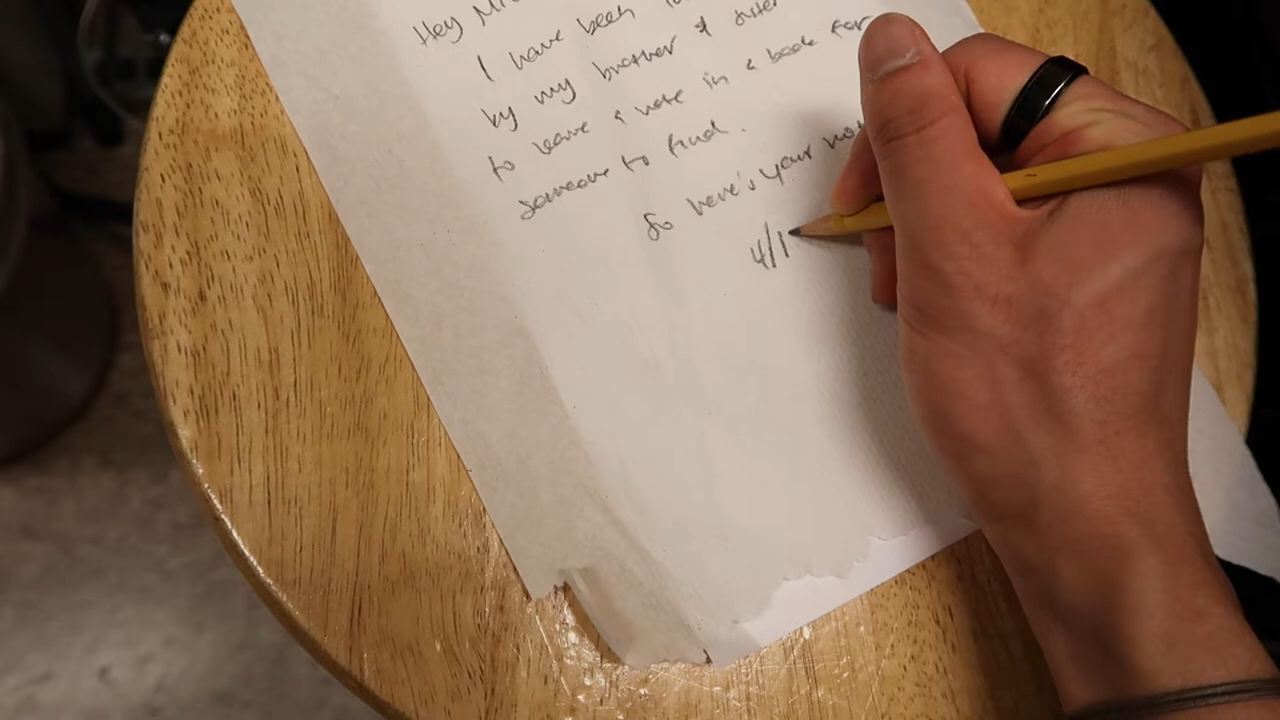 Hey
I have been
by my brother & sister
to leave a note in a book for
someone to find.
So here's your
4/1